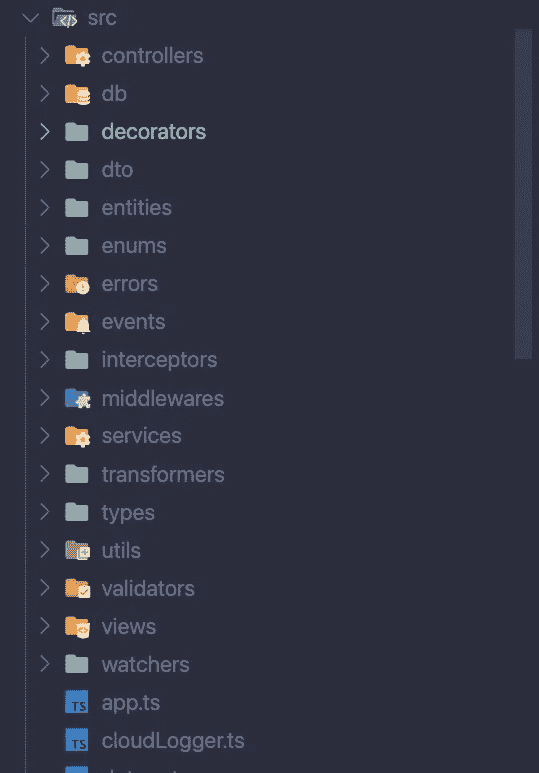 src
controllers
db
decorators
dto
entities
enums
errors
events
interceptors
middlewares
services
transformers
types
utils
validators
views
watchers
TS app.ts
TS cloudLogger.ts